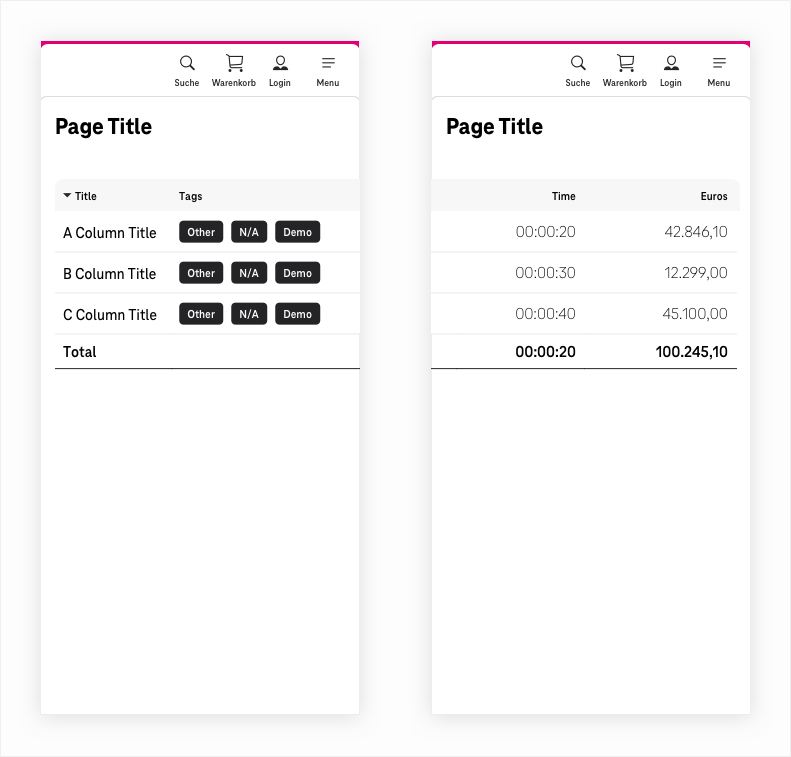 Suche Warenkorb Login Menu
Page Title
Title Tags
A Column Title Other N/A Demo
B Column Title Other N/A Demo
C Column Title Other N/A Demo
Total
Suche Warenkorb Login Menu
Page Title
Time Euros
00:00:20 42.846,10
00:00:30 12.299,00
00:00:40 45.100,00
00:00:20 100.245,10